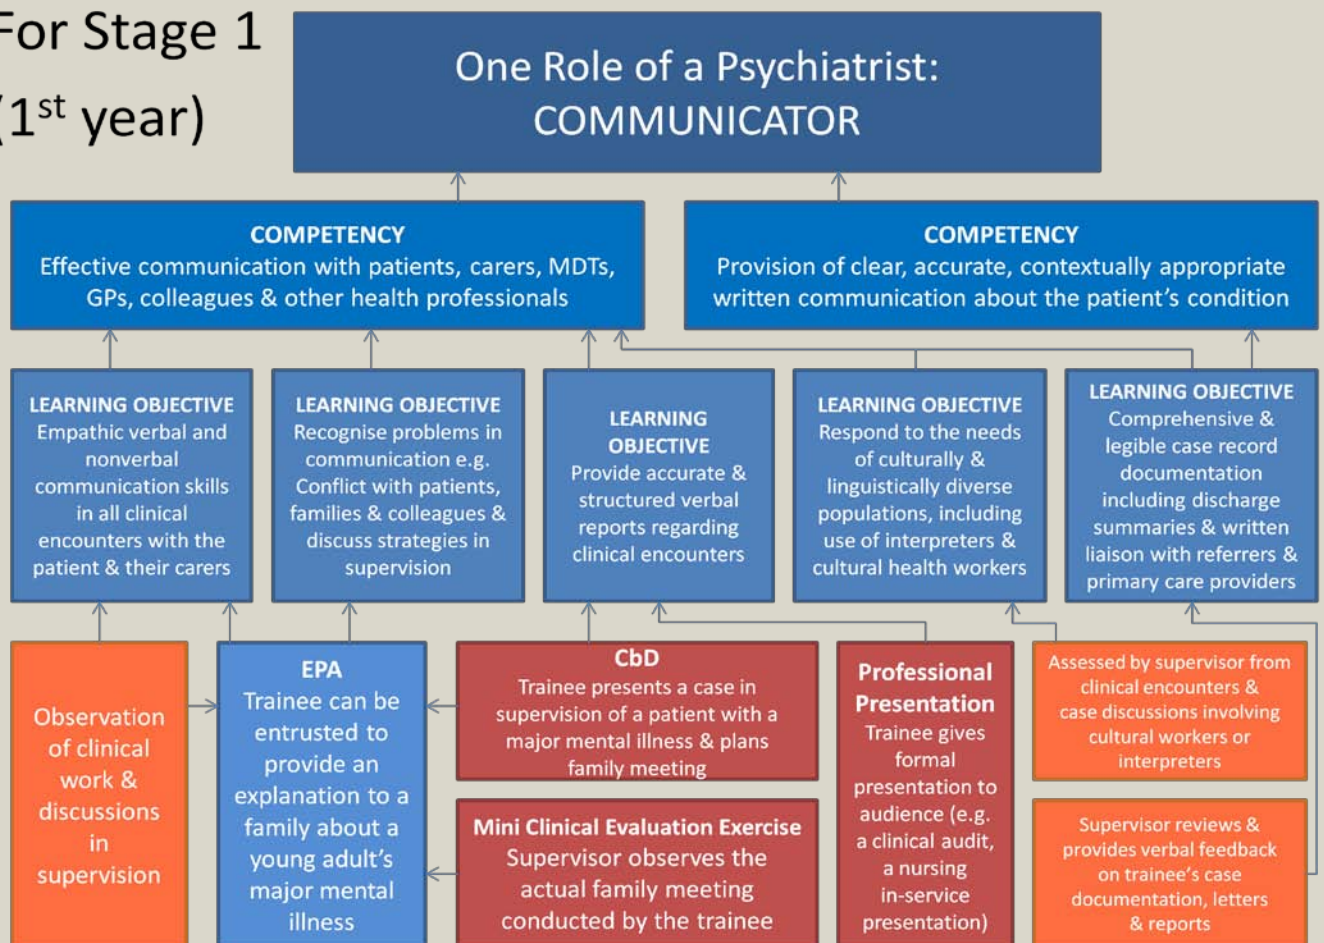 For Stage 1
(1st year)
One Role of a Psychiatrist:
COMMUNICATOR
COMPETENCY
Effective communication with patients, carers, MDTs,
GPs, colleagues & other health professionals
COMPETENCY
Provision of clear, accurate, contextually appropriate
written communication about the patient's condition
LEARNING OBJECTIVE
Empathic verbal and
nonverbal
communication skills
in all clinical
encounters with the
patient & their carers
LEARNING OBJECTIVE
Recognise problems in
communication e.g.
Conflict with patients,
families & colleagues &
discuss strategies in
supervision
LEARNING
OBJECTIVE
Provide accurate &
structured verbal
reports regarding
clinical encounters
LEARNING OBJECTIVE
Respond to the needs
of culturally &
linguistically diverse
populations, including
use of interpreters &
cultural health workers
LEARNING OBJECTIVE
Comprehensive &
legible case record
documentation
including discharge
summaries & written
liaison with referrers &
primary care providers
Observation
of clinical
work &
discussions
in
supervision
EPA
Trainee can be
entrusted to
provide an
explanation to a
family about a
young adult's
major mental
illness
CbD
Trainee presents a case in
supervision of a patient with a
major mental illness & plans
family meeting
Mini Clinical Evaluation Exercise
Supervisor observes the
actual family meeting
conducted by the trainee
Professional
Presentation
Trainee gives
formal
presentation to
audience (e.g.
a clinical audit,
a nursing
in-service
presentation)
Assessed by supervisor from
clinical encounters &
case discussions involving
cultural workers or
interpreters
Supervisor reviews &
provides verbal feedback
on trainee's case
documentation, letters
& reports